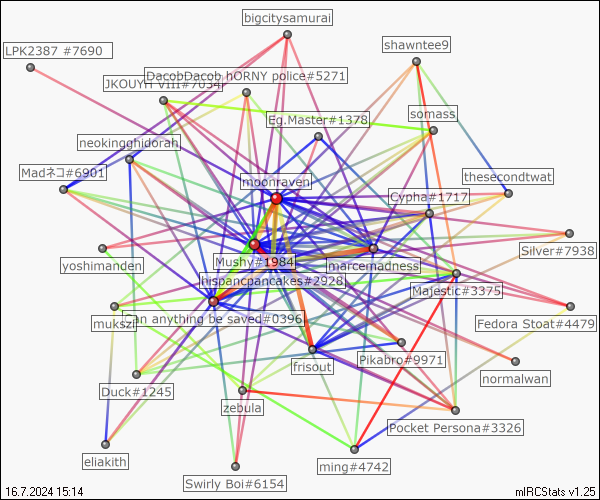 bigcitysamurai
shawntee9
LPK2387 #7690
DacobDacob hORNY police#5271
JKOUYH VIII#7034
somass
Eg.Master#1378
neokingghidorah
Madネコ#6901
thesecondtwat
moonraven
Cypha#1717
Silver#7938
Mushy#1984
yoshimanden
marcemadness
hispancpancakes#2928
Majestic#3375
mukszi
Can anything be saved#0396
Fedora Stoat#4479
Pikabro#9971
frisout
normalwan
Duck#1245
zebula
Pocket Persona#3326
eliakith
ming#4742
Swirly Boi#6154
16.7.2024 15:14
mIRCStats v1.25